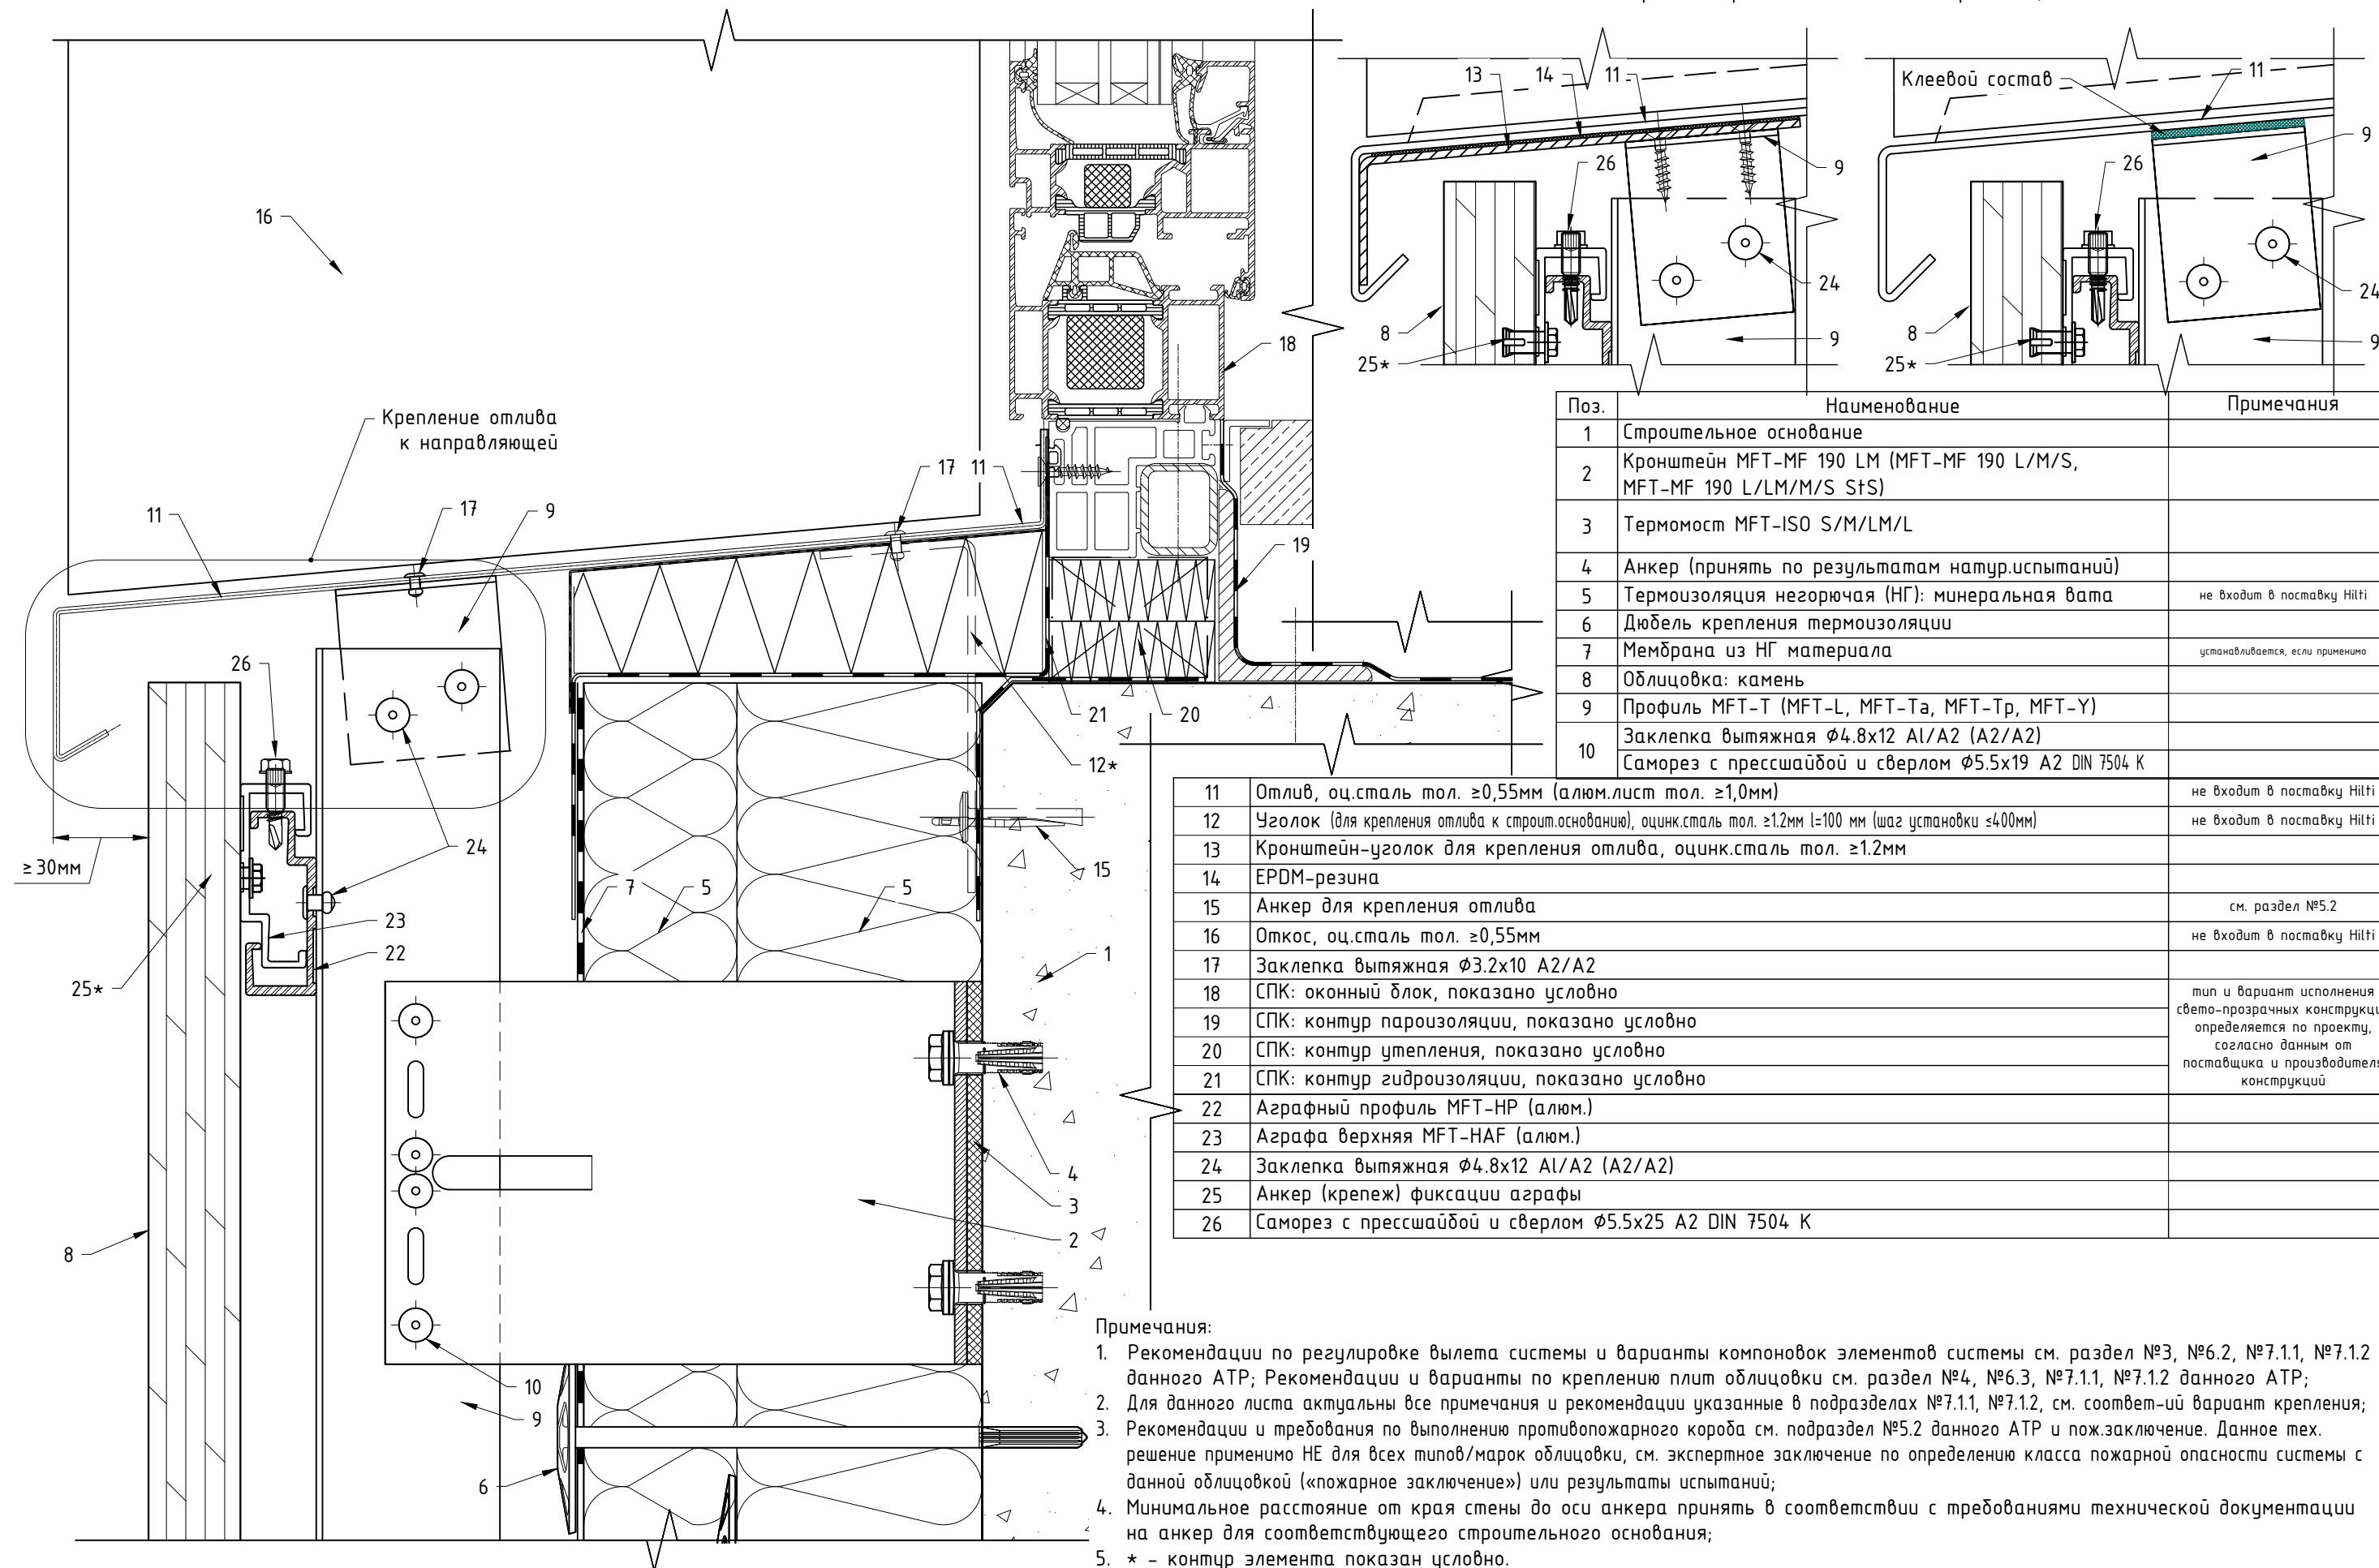 16
Крепление отлива
к направляющей
17
11
18
11
17
9
19
26
21
20
12*
≥30мм
24
7
5
5
15
23
22
1
25*
4
3
2
8
10
9
6
13
14
11
26
9
24
8
9
25*
Клеевой состав
11
9
26
24
8
9
25*
Поз. Наименование Примечания
1 Строительное основание
2 Кронштейн MFT-MF 190 LM (MFT-MF 190 L/M/S,
MFT-MF 190 L/LM/M/S StS)
3 Термомост MFT-ISO S/M/LM/L
4 Анкер (принять по результатам натур.испытаний)
5 Термоизоляция негорючая (НГ): минеральная вата не входит в поставку Hilti
6 Дюбель крепления термоизоляции
7 Мембрана из НГ материала устанавливается, если применимо
8 Облицовка: камень
9 Профиль MFT-T (MFT-L, MFT-Ta, MFT-Tp, MFT-Y)
10 Заклепка вытяжная Ф4.8х12 Al/A2 (A2/A2)
Саморез с прессшайбой и сверлом Ф5.5х19 А2 DIN 7504 K
11 Отлив, оц.сталь тол. ≥0,55мм (алюм.лист тол. ≥1,0мм) не входит в поставку Hilti
12 Уголок (для крепления отлива к строит.основанию), оцинк.сталь тол. ≥1.2мм l=100 мм (шаг установки ≤400мм) не входит в поставку Hilti
13 Кронштейн-уголок для крепления отлива, оцинк.сталь тол. ≥1.2мм
14 EPDM-резина
15 Анкер для крепления отлива см. раздел №5.2
16 Откос, оц.сталь тол. ≥0,55мм не входит в поставку Hilti
17 Заклепка вытяжная Ф3.2х10 А2/А2
18 СПК: оконный блок, показано условно
19 СПК: контур пароизоляции, показано условно
20 СПК: контур утепления, показано условно
21 СПК: контур гидроизоляции, показано условно
тип и вариант исполнения
свето-прозрачных конструкци
определяется по проекту,
согласно данным от
поставщика и производителя
конструкций
22 Аграфный профиль MFT-HP (алюм.)
23 Аграфа верхняя MFT-HAF (алюм.)
24 Заклепка вытяжная Ф4.8х12 Al/A2 (A2/A2)
25 Анкер (крепеж) фиксации аграфы
26 Саморез с прессшайбой и сверлом Ф5.5х25 А2 DIN 7504 K
Примечания:
1. Рекомендации по регулировке вылета системы и варианты компоновок элементов системы см. раздел №3, №6.2, №7.1.1, №7.1.2
данного АТР; Рекомендации и варианты по креплению плит облицовки см. раздел №4, №6.3, №7.1.1, №7.1.2 данного АТР;
2. Для данного листа актуальны все примечания и рекомендации указанные в подразделах №7.1.1, №7.1.2, см. соответ-ий вариант крепления;
3. Рекомендации и требования по выполнению противопожарного короба см. подраздел №5.2 данного АТР и пож.заключение. Данное тех.
решение применимо НЕ для всех типов/марок облицовки, см. экспертное заключение по определению класса пожарной опасности системы с
данной облицовкой («пожарное заключение») или результаты испытаний;
4. Минимальное расстояние от края стены до оси анкера принять в соответствии с требованиями технической документации
на анкер для соответствующего строительного основания;
5. * - контур элемента показан условно.